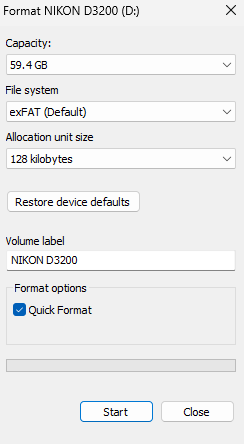 Format NIKON D3200 (D:)
Capacity:
59.4 GB
File system
exFAT (Default)
Allocation unit size
128 kilobytes
Restore device defaults
Volume label
NIKON D3200
Format options
Quick Format
Start Close